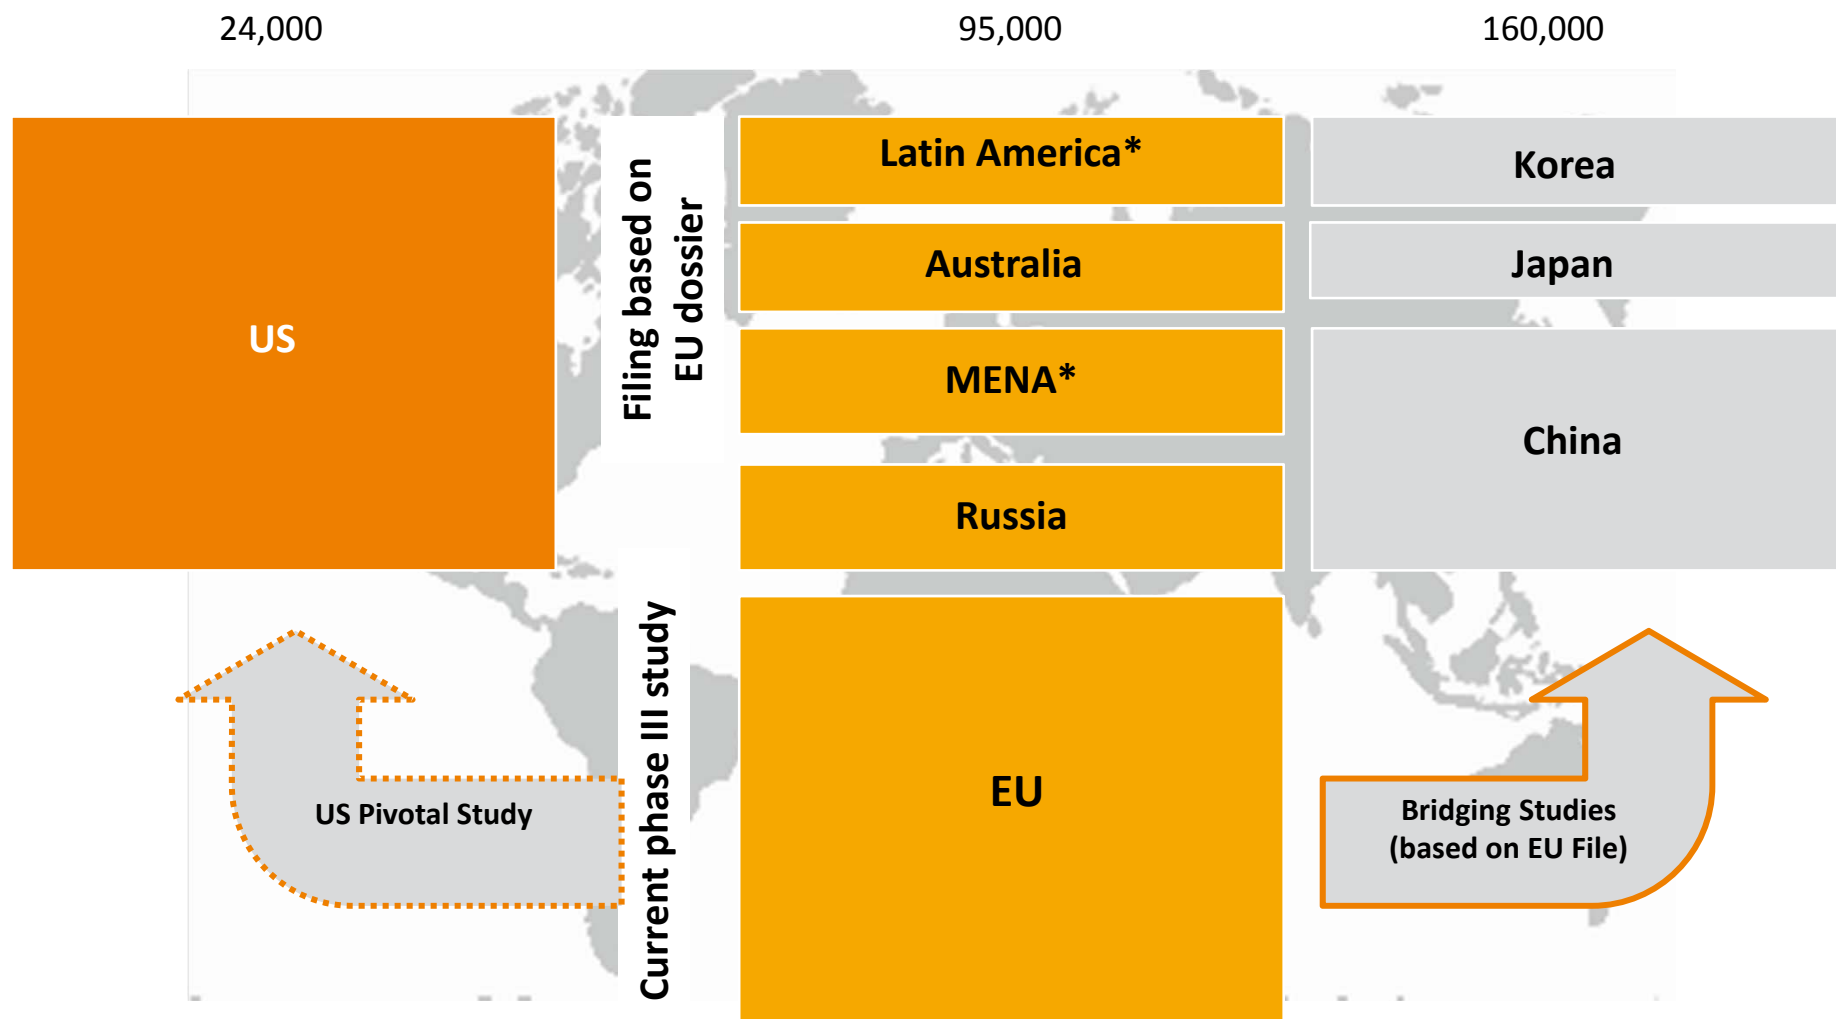 24,000
95,000
160,000
US
Filing based on
EU dossier
Latin America*
Australia
MENA*
Russia
Korea
Japan
China
Current phase III study
EU
US Pivotal Study
Bridging Studies
(based on EU File)